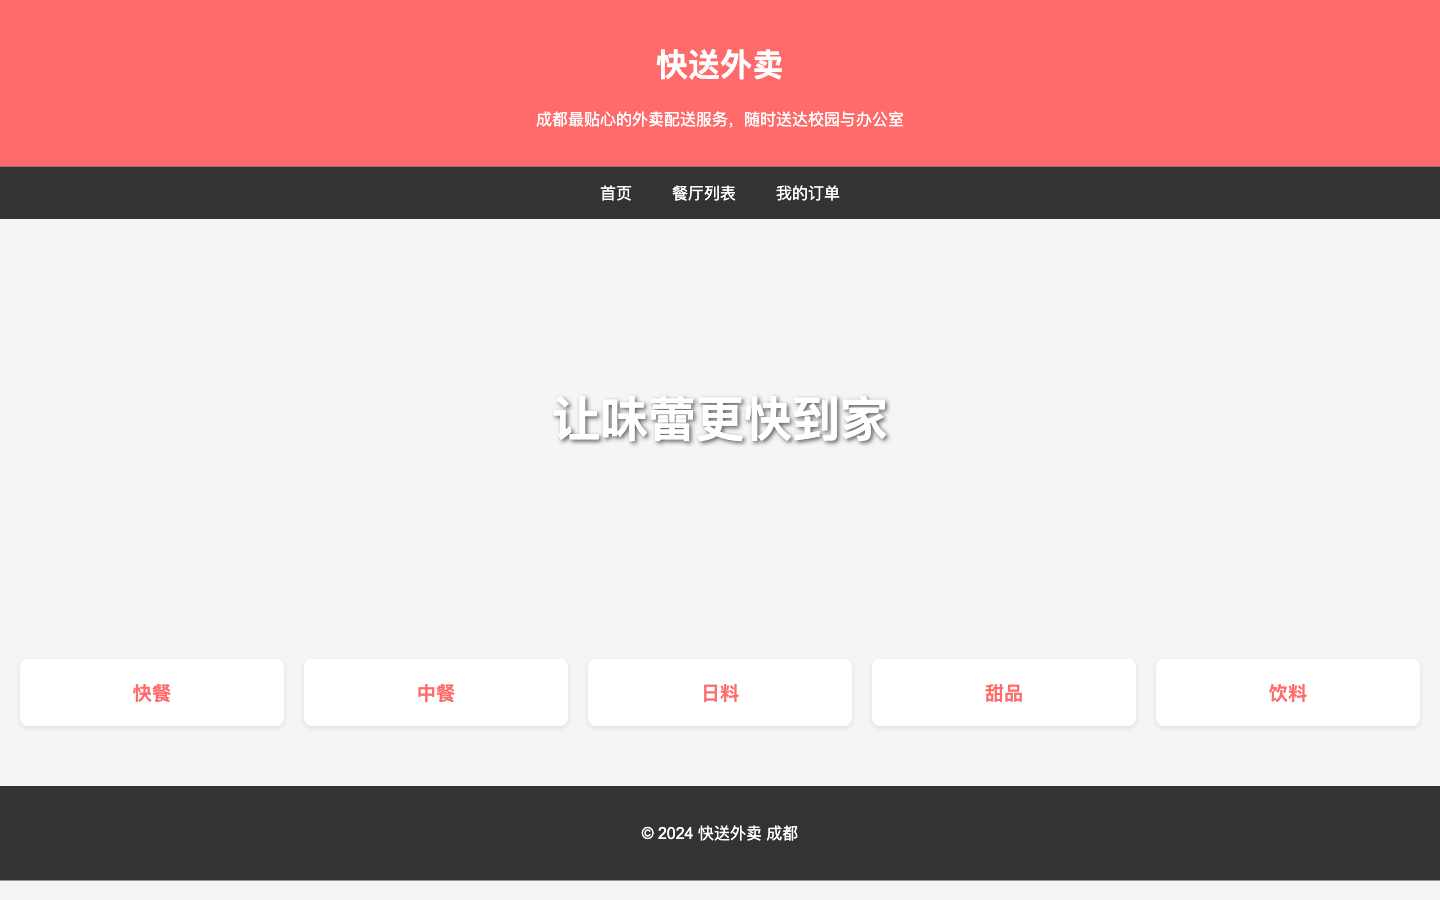 快送外卖
成都最贴心的外卖配送服务，随时送达校园与办公室
首页 餐厅列表 我的订单
让味蕾更快到家
快餐 中餐 日料 甜品 饮料
© 2024 快送外卖 成都